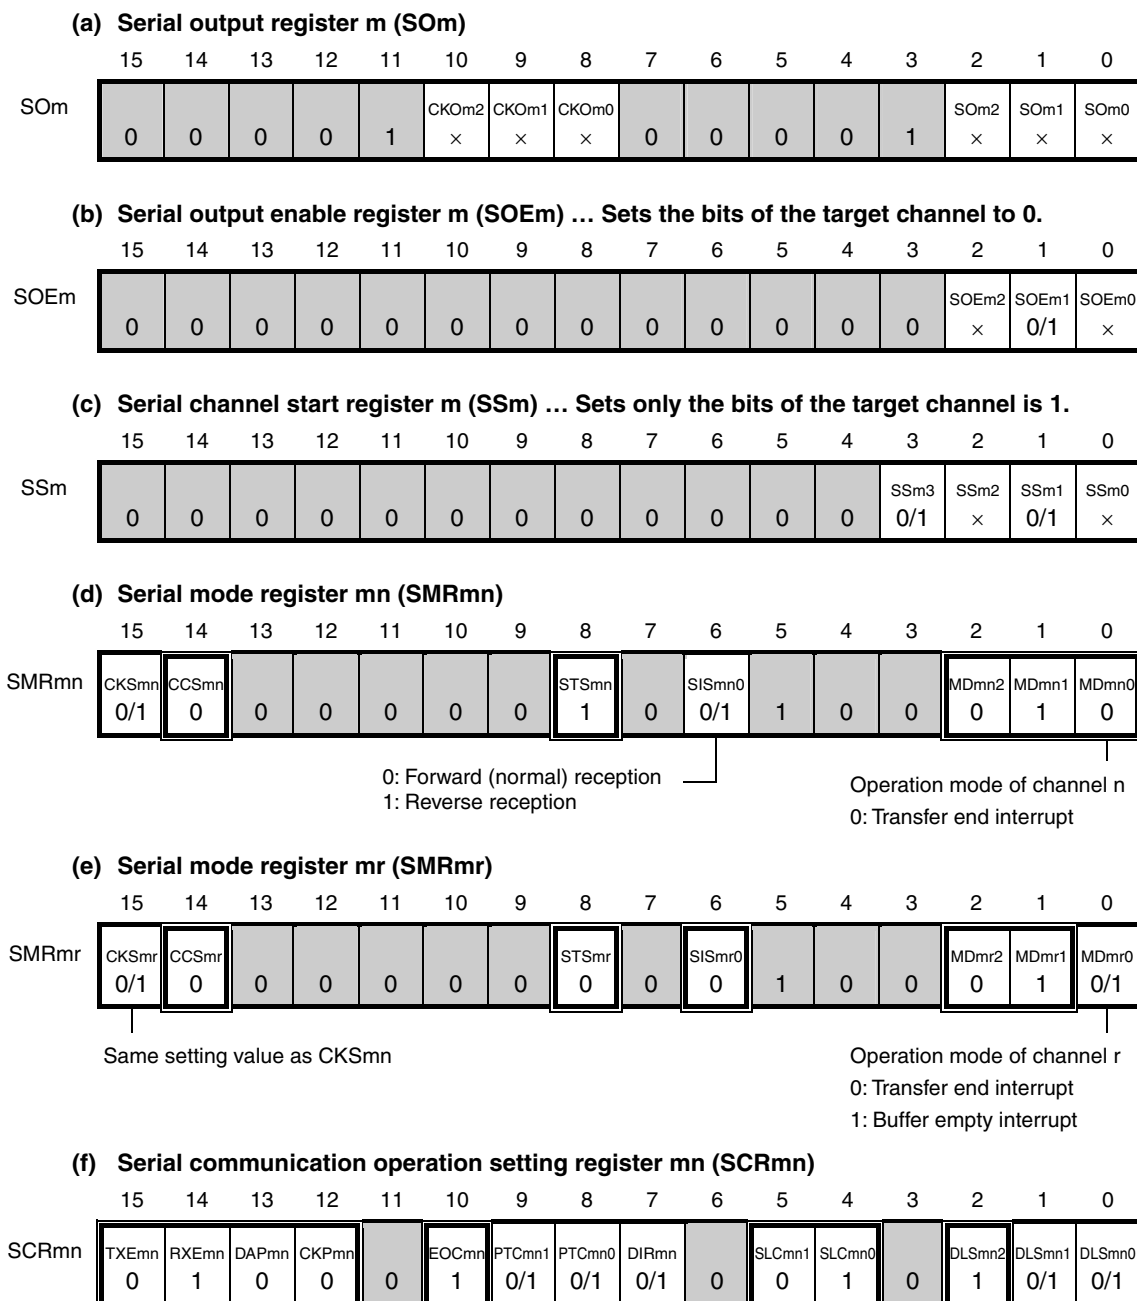 (a) Serial output register m (SOm)
15 14 13 12 11 10 9 8 7 6 5 4 3 2 1 0
SOm
CKOm2 CKOm1 CKOm0 SOm2 SOm1 SOm0
0 0 0 0 1 × × × 0 0 0 0 1 × × ×
(b) Serial output enable register m (SOEm) … Sets the bits of the target channel to 0.
15 14 13 12 11 10 9 8 7 6 5 4 3 2 1 0
SOEm
SOEm2 SOEm1 SOEm0
0 0 0 0 0 0 0 0 0 0 0 0 0 × 0/1 ×
(c) Serial channel start register m (SSm) … Sets only the bits of the target channel is 1.
15 14 13 12 11 10 9 8 7 6 5 4 3 2 1 0
SSm
SSm3 SSm2 SSm1 SSm0
0 0 0 0 0 0 0 0 0 0 0 0 0/1 × 0/1 ×
(d) Serial mode register mn (SMRmn)
15 14 13 12 11 10 9 8 7 6 5 4 3 2 1 0
SMRmn
CKSmn CCSmn STSmn SISmn0 MDmn2 MDmn1 MDmn0
0/1 0 0 0 0 0 0 1 0 0/1 1 0 0 0 1 0
0: Forward (normal) reception
1: Reverse reception
Operation mode of channel n
0: Transfer end interrupt
(e) Serial mode register mr (SMRmr)
15 14 13 12 11 10 9 8 7 6 5 4 3 2 1 0
SMRmr
CKSmr CCSmr STSmr SISmr0 MDmr2 MDmr1 MDmr0
0/1 0 0 0 0 0 0 0 0 0 1 0 0 0 1 0/1
Same setting value as CKSmn
Operation mode of channel r
0: Transfer end interrupt
1: Buffer empty interrupt
(f) Serial communication operation setting register mn (SCRmn)
15 14 13 12 11 10 9 8 7 6 5 4 3 2 1 0
SCRmn
TXEmn RXEmn DAPmn CKPmn EOCmn PTCmn1 PTCmn0 DIRmn SLCmn1 SLCmn0 DLSmn2 DLSmn1 DLSmn0
0 1 0 0 0 1 0/1 0/1 0/1 0 0 1 0 1 0/1 0/1